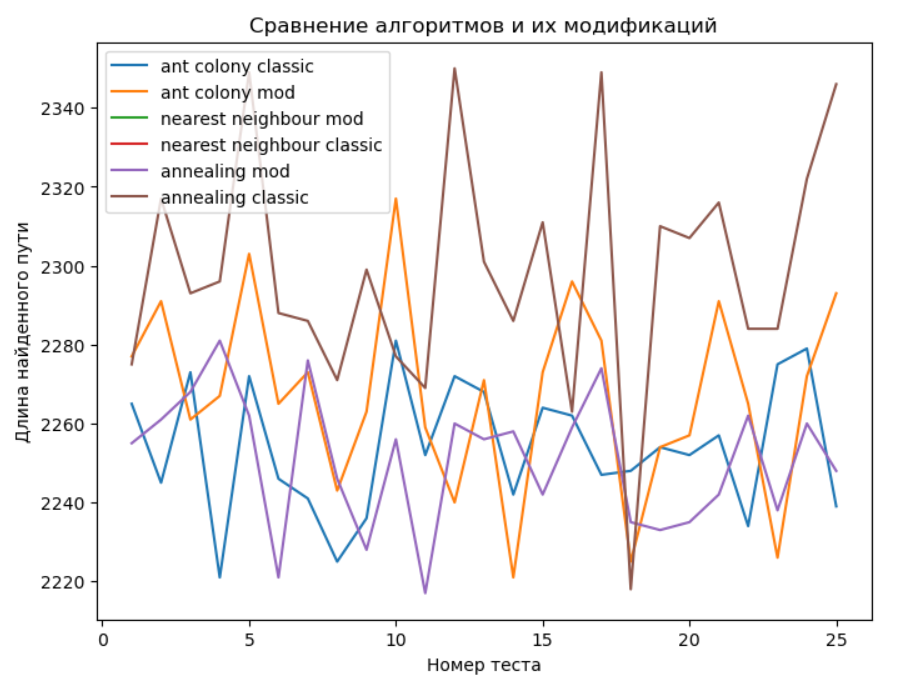 Сравнение алгоритмов и их модификаций
ant colony classic
ant colony mod
nearest neighbour mod
nearest neighbour classic
annealing mod
annealing classic
Длина найденного пути
2340
2320
2300
2280
2260
2240
2220
0 5 10 15 20 25
Номер теста